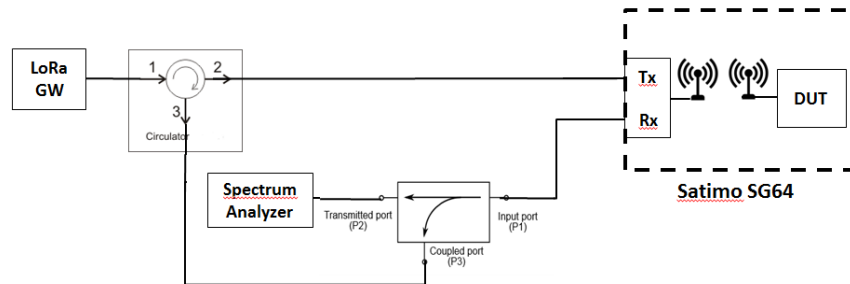 LoRa
GW
1
2
3
Circulator
Tx
Rx
DUT
Satimo SG64
Spectrum
Analyzer
Transmitted port
(P2)
Input port
(P1)
Coupled port
(P3)